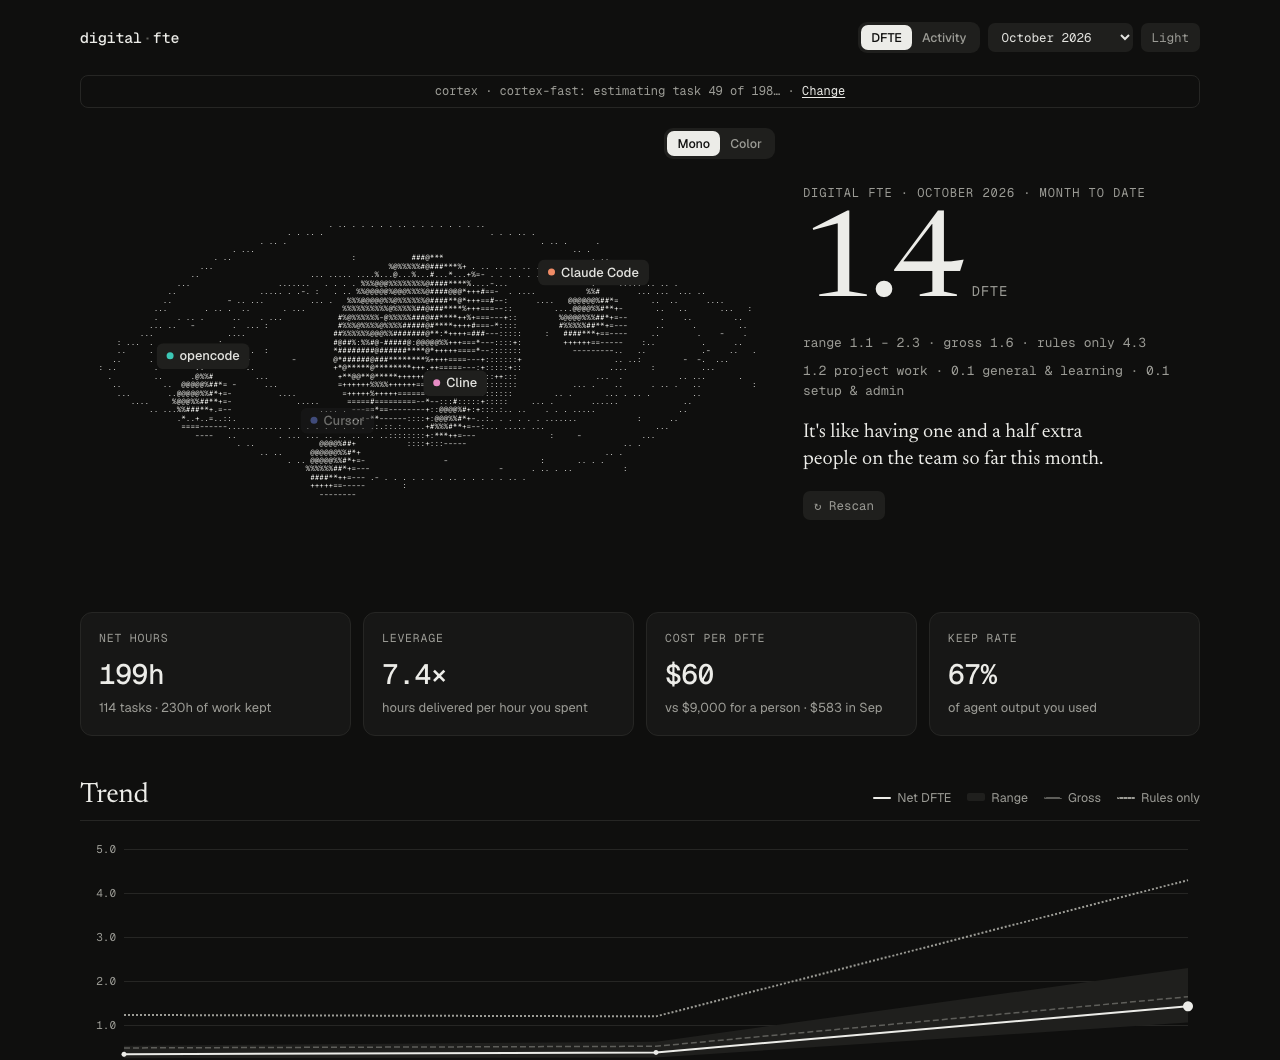 digital·fte
DFTE Activity October 2026 Light
cortex · cortex-fast: estimating task 49 of 198… · Change
Mono Color
DIGITAL FTE · OCTOBER 2026 · MONTH TO DATE
1.4 DFTE
range 1.1 – 2.3 · gross 1.6 · rules only 4.3
1.2 project work · 0.1 general & learning · 0.1
setup & admin
It's like having one and a half extra
people on the team so far this month.
↻ Rescan
Claude Code
opencode
Cline
Cursor
NET HOURS
199h
114 tasks · 230h of work kept
LEVERAGE
7.4×
hours delivered per hour you spent
COST PER DFTE
$60
vs $9,000 for a person · $583 in Sep
KEEP RATE
67%
of agent output you used
Trend
Net DFTE Range Gross Rules only
5.0
4.0
3.0
2.0
1.0